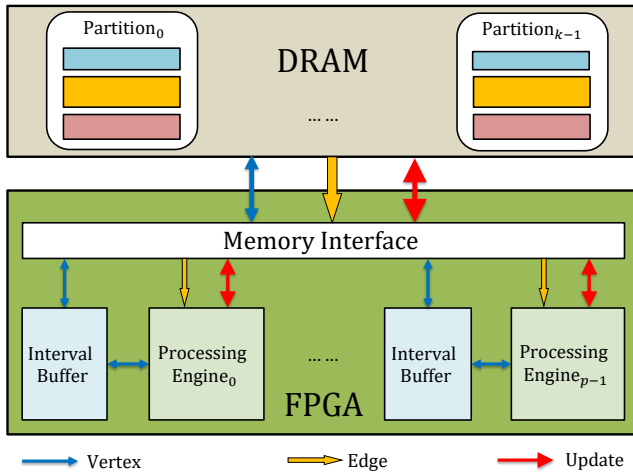 Partition₀
Partitionₖ₋₁
DRAM
... ...
Memory Interface
Interval
Buffer
Processing
Engine₀
... ...
Interval
Buffer
Processing
Engineₚ₋₁
FPGA
Vertex
Edge
Update